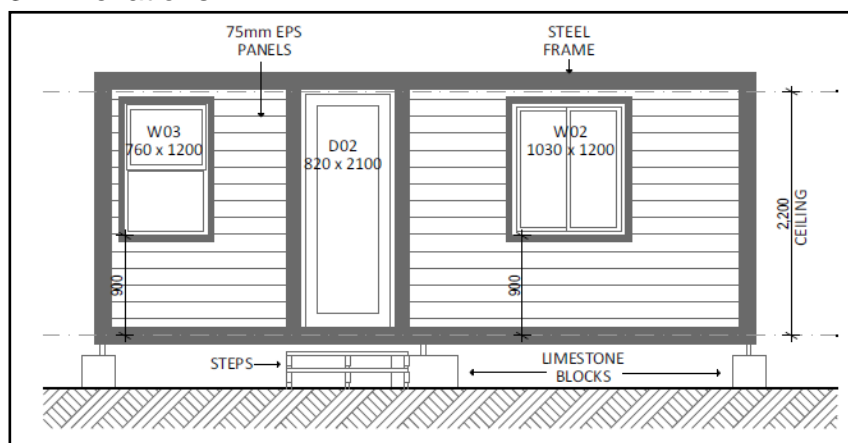 75mm EPS
PANELS
STEEL
FRAME
W03
760 x 1200
D02
820 x 2100
W02
1030 x 1200
2,200
CEILING
900
900
STEPS
LIMESTONE
BLOCKS